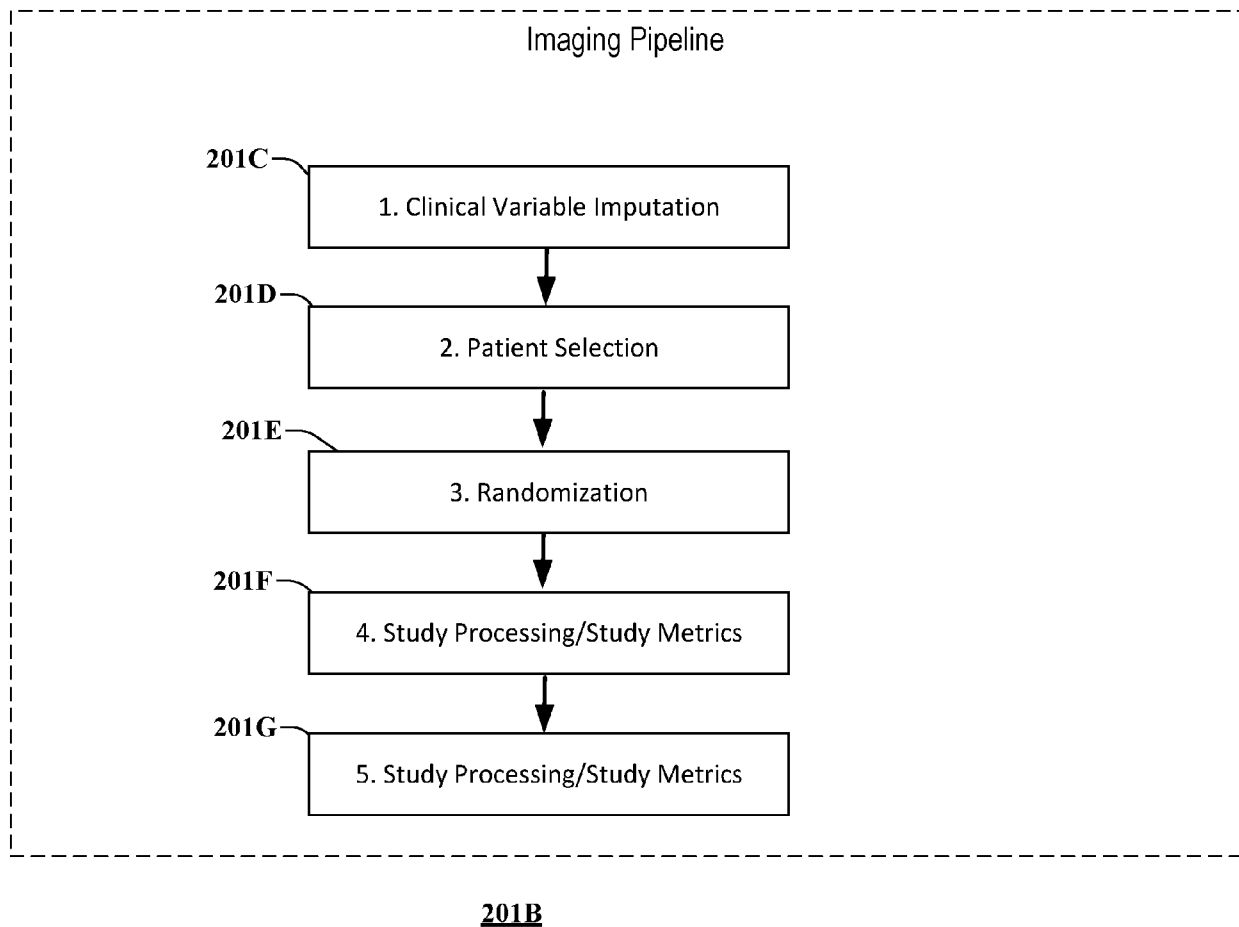 Imaging Pipeline
201C
1. Clinical Variable Imputation
201D
2. Patient Selection
201E
3. Randomization
201F
4. Study Processing/Study Metrics
201G
5. Study Processing/Study Metrics
201B